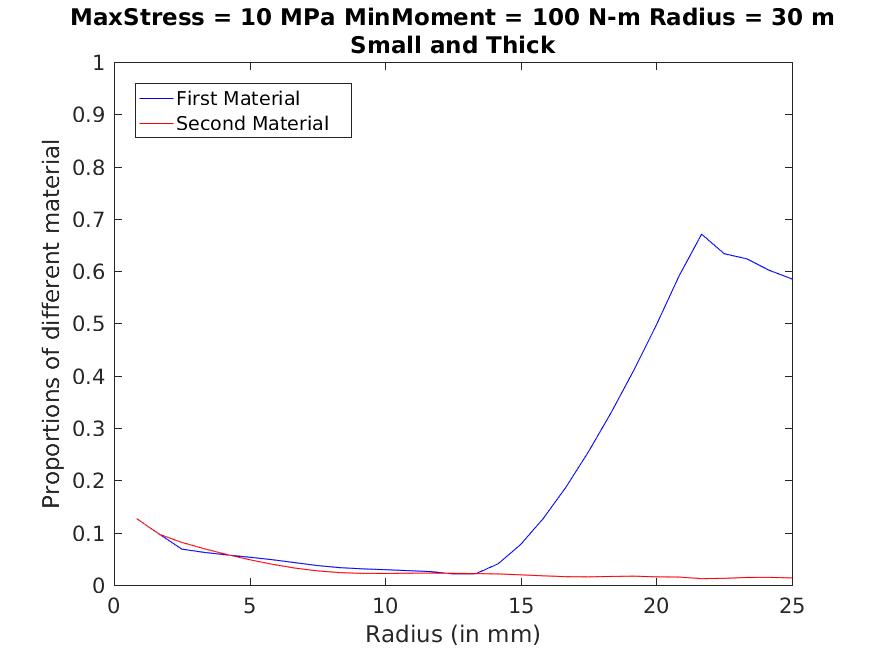 MaxStress = 10 MPa MinMoment = 100 N-m Radius = 30 m
Small and Thick
1
First Material
Second Material
0.9
0.8
0.7
0.6
0.5
0.4
0.3
0.2
0.1
0
Proportions of different material
0 5 10 15 20 25
Radius (in mm)